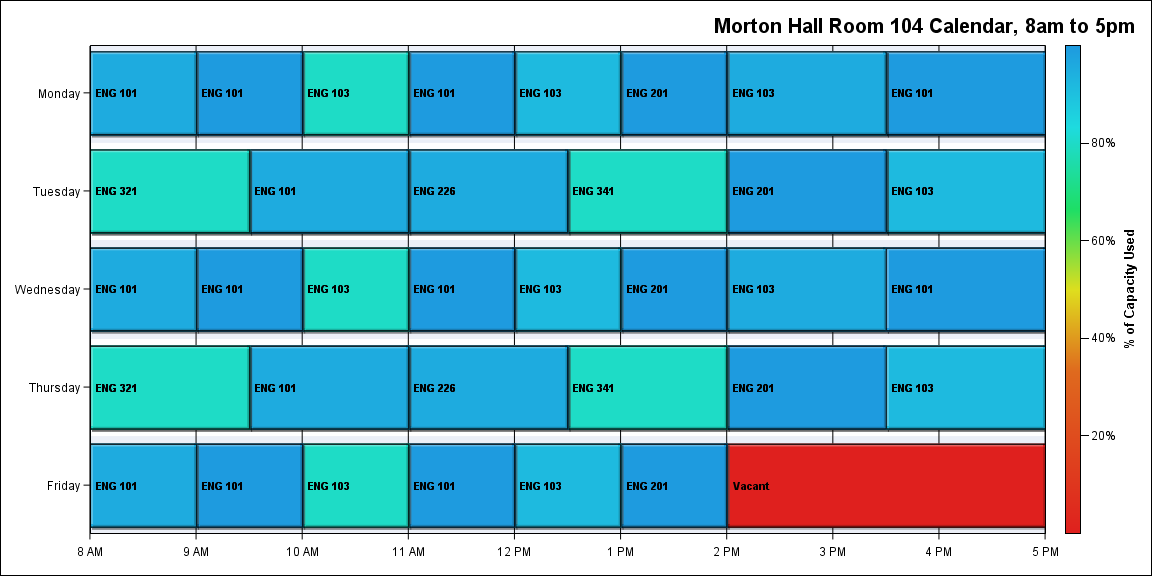 Morton Hall Room 104 Calendar, 8am to 5pm
Monday ENG 101 ENG 101 ENG 103 ENG 101 ENG 103 ENG 201 ENG 103 ENG 101
Tuesday ENG 321 ENG 101 ENG 226 ENG 341 ENG 201 ENG 103
Wednesday ENG 101 ENG 101 ENG 103 ENG 101 ENG 103 ENG 201 ENG 103 ENG 101
Thursday ENG 321 ENG 101 ENG 226 ENG 341 ENG 201 ENG 103
Friday ENG 101 ENG 101 ENG 103 ENG 101 ENG 103 ENG 201 Vacant
8 AM 9 AM 10 AM 11 AM 12 PM 1 PM 2 PM 3 PM 4 PM 5 PM
80%
60%
40%
20%
% of Capacity Used